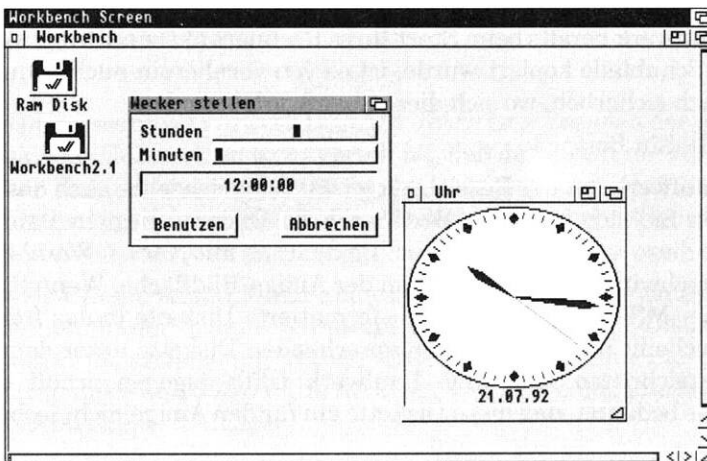 Workbench Screen
Workbench
Ram Disk
Workbench2.1
Wecker stellen
Stunden
Minuten
12:00:00
Benutzen
Abbrechen
Uhr
21.07.92